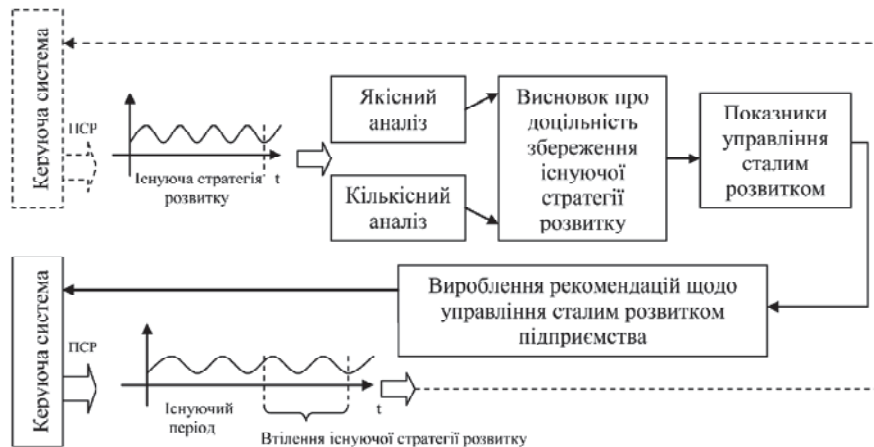 Керуюча система
ПСР
Існуюча стратегія t
розвитку
Якісний
аналіз
Кількісний
аналіз
Висновок про
доцільність
збереження
існуючої
стратегії
розвитку
Показники
управління
сталим
розвитком
Керуюча система
ПСР
Вироблення рекомендацій щодо
управління сталим розвитком
підприємства
Існуючий
період
t
Втілення існуючої стратегії розвитку